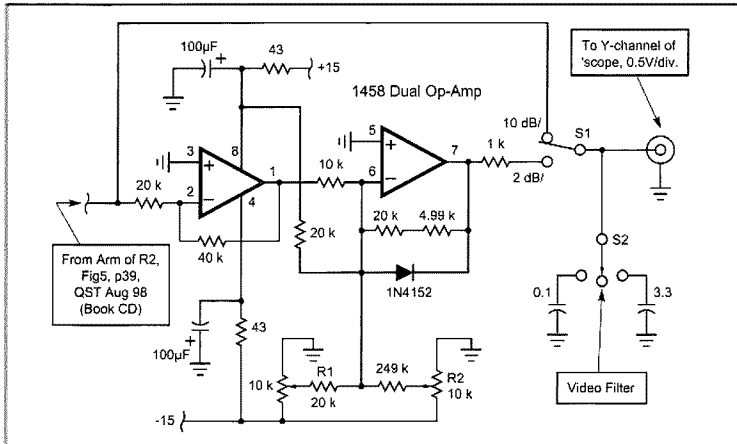 100µF
+
43
+15
1458 Dual Op-Amp
To Y-channel of
'scope, 0.5V/div.
10 dB/
S1
2 dB/
3
+
8
1
2
−
4
20 k
40 k
10 k
5
+
6
−
7
1 k
20 k
4.99 k
20 k
1N4152
From Arm of R2,
Fig5, p39,
QST Aug 98
(Book CD)
S2
0.1
3.3
Video Filter
100µF
+
43
-15
10 k
R1
20 k
249 k
R2
10 k